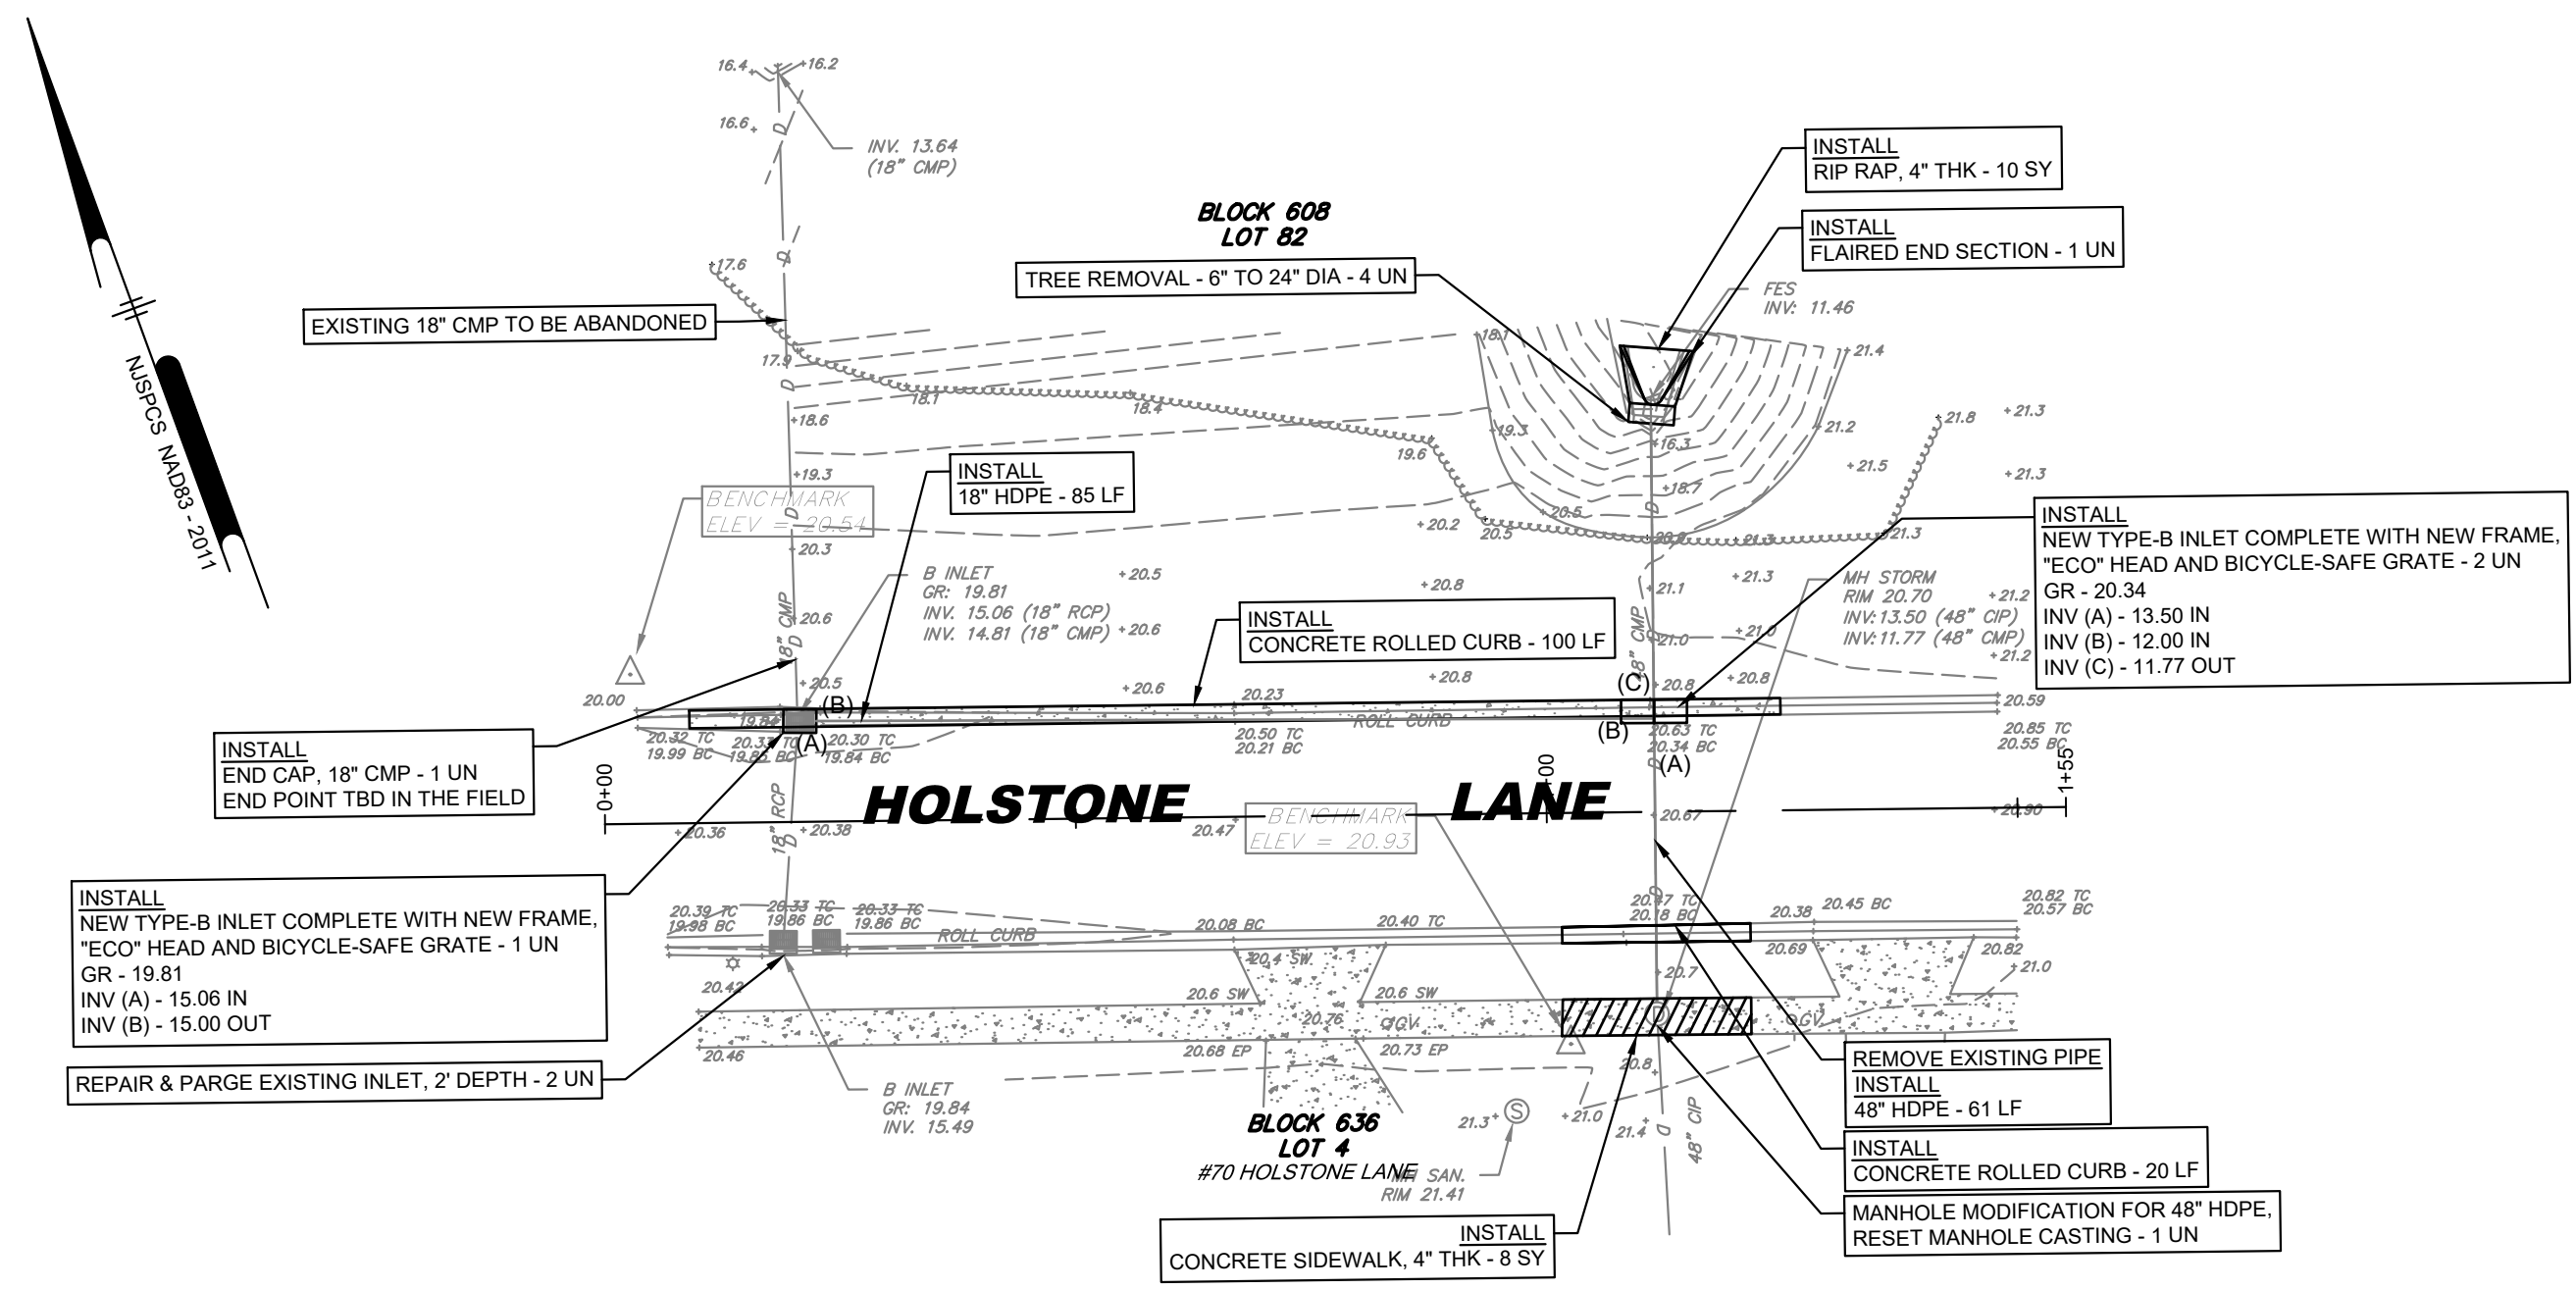 16.4
16.2
16.6
INV. 13.64
(18" CMP)
INSTALL
RIP RAP, 4" THK - 10 SY
BLOCK 608
LOT 82
INSTALL
FLAIRED END SECTION - 1 UN
TREE REMOVAL - 6" TO 24" DIA - 4 UN
17.6
FES
INV: 11.46
EXISTING 18" CMP TO BE ABANDONED
NJSPCS NAD83 - 2011
17.9
18.1
21.4
18.1
18.4
18.6
19.3
21.2
21.8
21.3
16.3
19.6
21.5
21.3
19.3
INSTALL
18" HDPE - 85 LF
BENCHMARK
ELEV = 20.54
18.7
20.2
20.5
20.5
21.3
21.3
20.3
INSTALL
NEW TYPE-B INLET COMPLETE WITH NEW FRAME,
"ECO" HEAD AND BICYCLE-SAFE GRATE - 2 UN
GR - 20.34
INV (A) - 13.50 IN
INV (B) - 12.00 IN
INV (C) - 11.77 OUT
B INLET
GR: 19.81
INV. 15.06 (18" RCP)
INV. 14.81 (18" CMP)
20.5
20.6
20.8
21.1
21.3
MH STORM
RIM 20.70
INV:13.50 (48" CIP)
INV:11.77 (48" CMP)
21.2
21.2
18" CMP
D
20.6
INSTALL
CONCRETE ROLLED CURB - 100 LF
48" CMP
21.0
21.0
20.00
20.5
20.6
20.23
20.8
(C)
20.8
20.8
20.59
(B)
19.84
ROLL CURB
INSTALL
END CAP, 18" CMP - 1 UN
END POINT TBD IN THE FIELD
20.32 TC
19.99 BC
20.33 TC
19.85 BC
(A)
20.30 TC
19.84 BC
20.50 TC
20.21 BC
(B)
20.63 TC
20.34 BC
(A)
20.85 TC
20.55 BC
0+00
1+55
HOLSTONE LANE
18" RCP
20.36
20.38
20.47
BENCHMARK
ELEV = 20.93
20.67
20.90
INSTALL
NEW TYPE-B INLET COMPLETE WITH NEW FRAME,
"ECO" HEAD AND BICYCLE-SAFE GRATE - 1 UN
GR - 19.81
INV (A) - 15.06 IN
INV (B) - 15.00 OUT
20.39 TC
19.98 BC
20.33 TC
19.86 BC
20.33 TC
19.86 BC
ROLL CURB
20.08 BC
20.40 TC
20.47 TC
20.18 BC
20.38
20.45 BC
20.82 TC
20.57 BC
20.4 SW
20.69
20.82
20.42
20.6 SW
20.6 SW
20.7
21.0
20.76
GV
D
GV
20.46
20.68 EP
20.73 EP
20.8
REPAIR & PARGE EXISTING INLET, 2' DEPTH - 2 UN
B INLET
GR: 19.84
INV. 15.49
REMOVE EXISTING PIPE
INSTALL
48" HDPE - 61 LF
BLOCK 636
LOT 4
#70 HOLSTONE LANE
21.3
S
21.0
21.4
48" CIP
MH SAN.
RIM 21.41
INSTALL
CONCRETE ROLLED CURB - 20 LF
MANHOLE MODIFICATION FOR 48" HDPE,
RESET MANHOLE CASTING - 1 UN
INSTALL
CONCRETE SIDEWALK, 4" THK - 8 SY